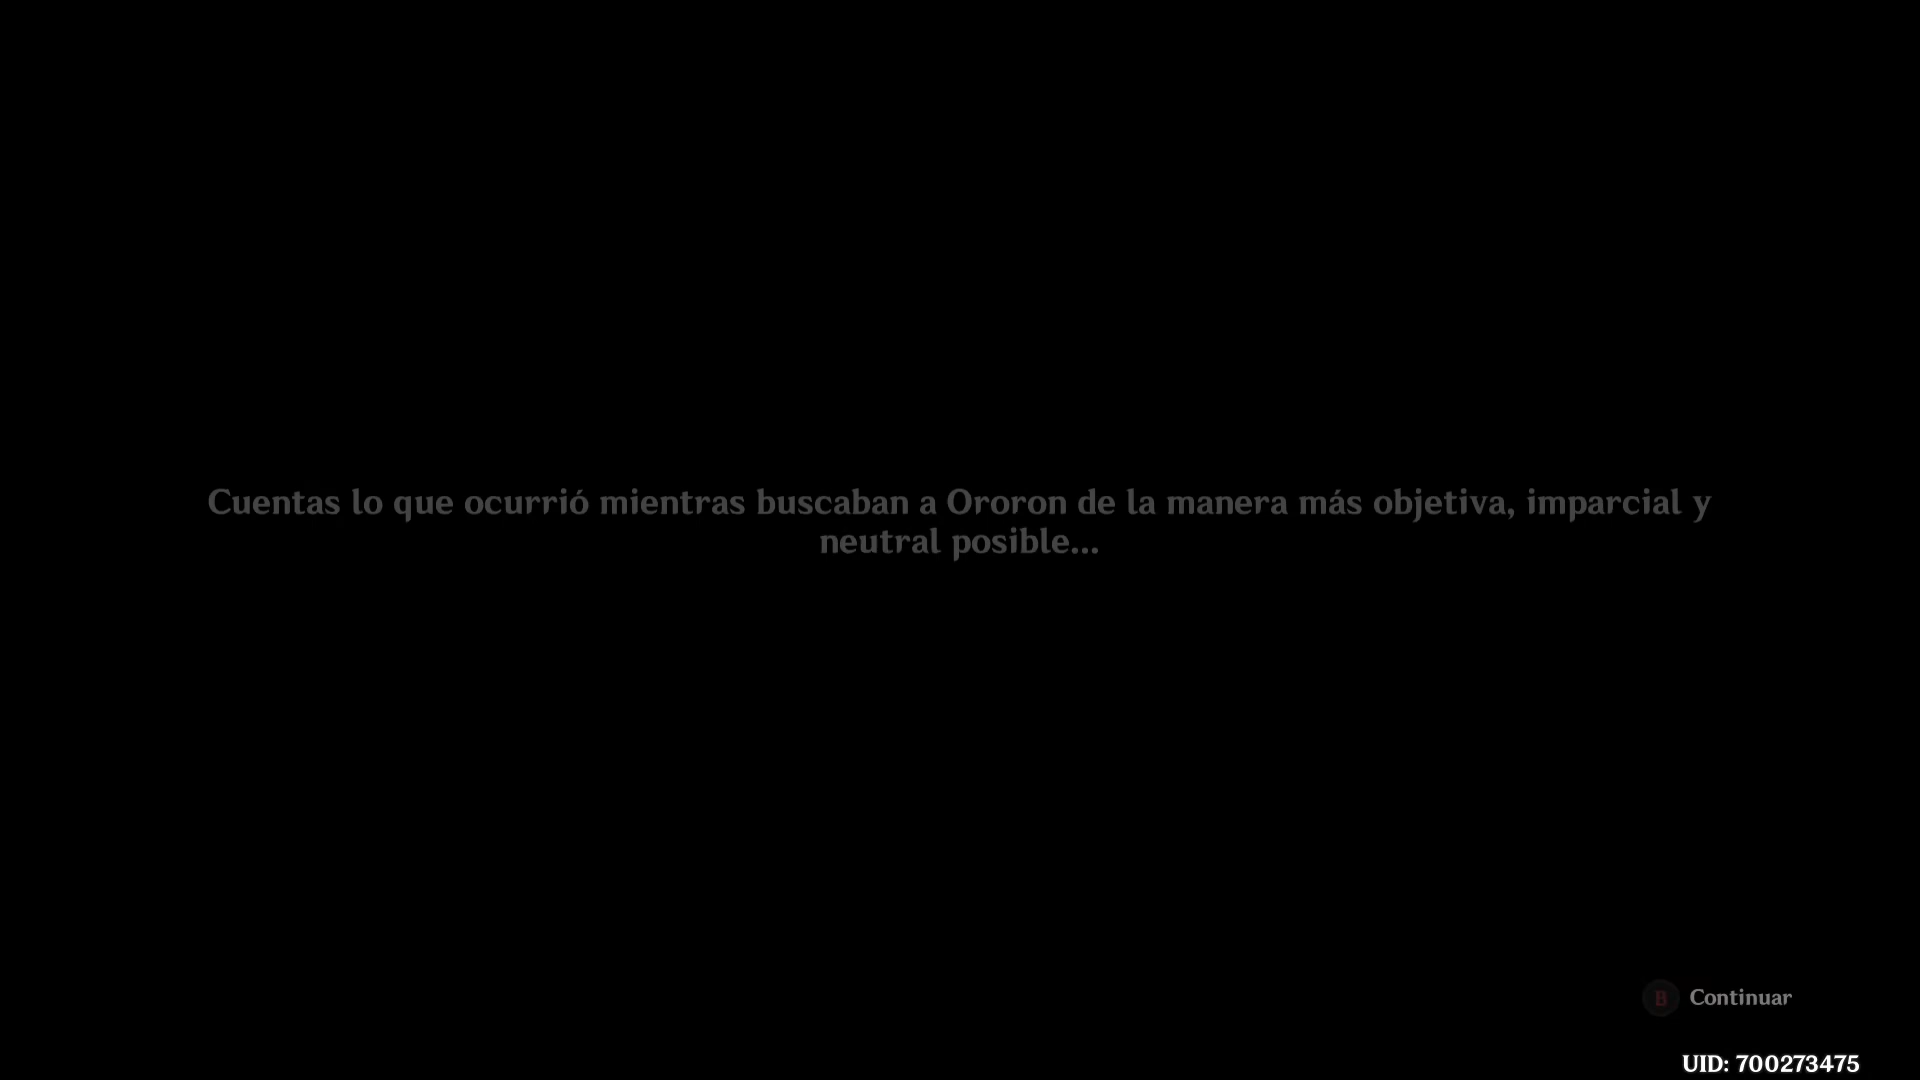 Cuentas lo que ocurrió mientras buscaban a Ororon de la manera más objetiva, imparcial y
neutral posible...
B Continuar
UID: 700273475